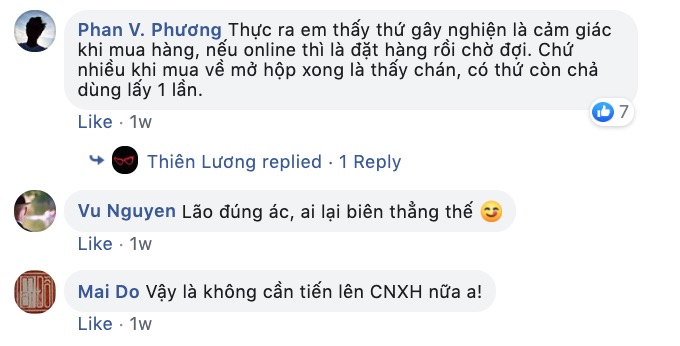 Phan V. Phương Thực ra em thấy thứ gây nghiện là cảm giác
khi mua hàng, nếu online thì là đặt hàng rồi chờ đợi. Chứ
nhiều khi mua về mở hộp xong là thấy chán, có thứ còn chả
dùng lấy 1 lần.
7
Like · 1w
Thiên Lương replied · 1 Reply
Vu Nguyen Lão đúng ác, ai lại biên thẳng thế 😋
Like · 1w
Mai Do Vậy là không cần tiến lên CNXH nữa a!
Like · 1w